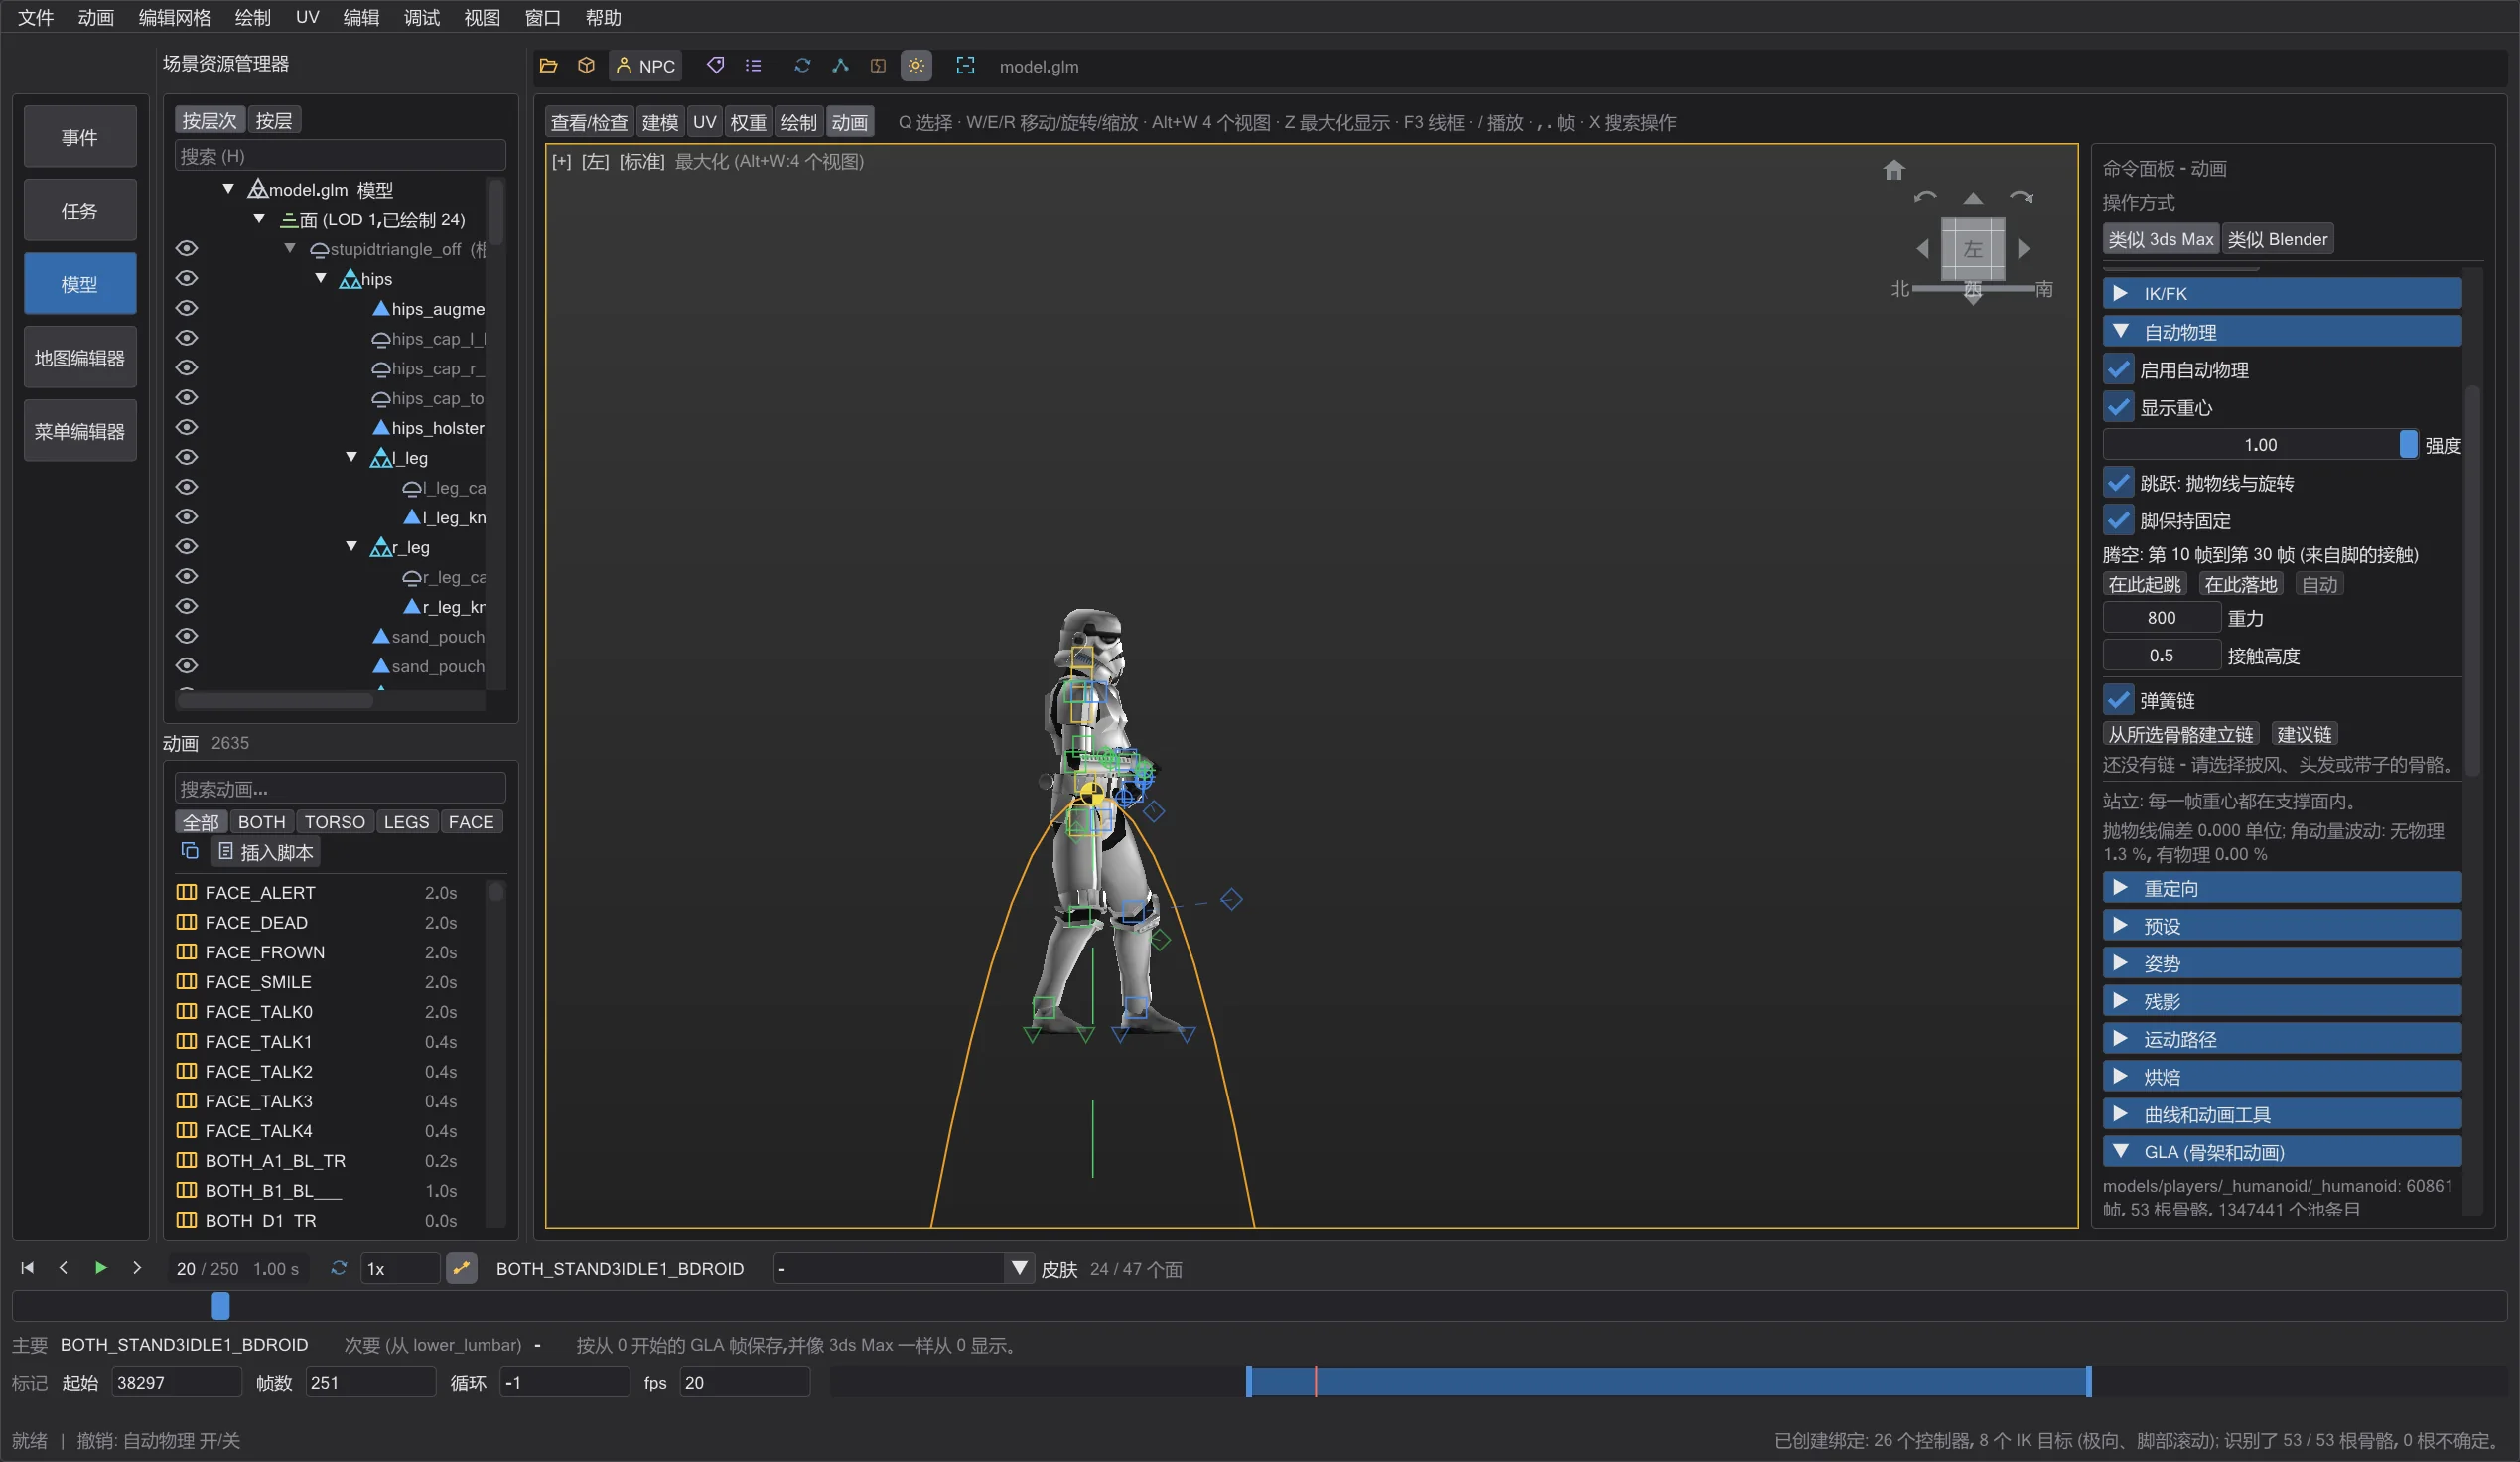 文件 动画 编辑网格 绘制 UV 编辑 调试 视图 窗口 帮助
场景资源管理器
NPC model.glm
事件
任务
模型
地图编辑器
菜单编辑器
按层次 按层
搜索 (H)
model.glm 模型
面 (LOD 1,已绘制 24)
stupidtriangle_off
hips
hips_augme
hips_cap_l_
hips_cap_r_
hips_cap_to
hips_holster
l_leg
l_leg_ca
l_leg_kn
r_leg
r_leg_ca
r_leg_kn
sand_pouch
sand_pouch
动画 2635
搜索动画...
全部 BOTH TORSO LEGS FACE
插入脚本
FACE_ALERT 2.0s
FACE_DEAD 2.0s
FACE_FROWN 2.0s
FACE_SMILE 2.0s
FACE_TALK0 2.0s
FACE_TALK1 0.4s
FACE_TALK2 0.4s
FACE_TALK3 0.4s
FACE_TALK4 0.4s
BOTH_A1_BL_TR 0.2s
BOTH_B1_BL___ 1.0s
BOTH_D1_TR 0.0s
查看/检查 建模 UV 权重 绘制 动画 Q 选择 · W/E/R 移动/旋转/缩放 · Alt+W 4 个视图 · Z 最大化显示 · F3 线框 · / 播放 · , . 帧 · X 搜索操作
[+] [左] [标准] 最大化 (Alt+W:4 个视图)
左
北 西 南
命令面板 - 动画
操作方式
类似 3ds Max 类似 Blender
IK/FK
自动物理
启用自动物理
显示重心
1.00 强度
跳跃: 抛物线与旋转
脚保持固定
腾空: 第 10 帧到第 30 帧 (来自脚的接触)
在此起跳 在此落地 自动
800 重力
0.5 接触高度
弹簧链
从所选骨骼建立链 建议链
还没有链 - 请选择披风、头发或带子的骨骼。
站立: 每一帧重心都在支撑面内。
抛物线偏差 0.000 单位; 角动量波动: 无物理
1.3 %, 有物理 0.00 %
重定向
预设
姿势
残影
运动路径
烘焙
曲线和动画工具
GLA (骨架和动画)
models/players/_humanoid/_humanoid: 60861
帧, 53 根骨骼, 1347441 个池条目
20 / 250 1.00 s 1x BOTH_STAND3IDLE1_BDROID - 皮肤 24 / 47 个面
主要 BOTH_STAND3IDLE1_BDROID 次要 (从 lower_lumbar) - 按从 0 开始的 GLA 帧保存,并像 3ds Max 一样从 0 显示。
标记 起始 38297 帧数 251 循环 -1 fps 20
就绪 | 撤销: 自动物理 开/关
已创建绑定: 26 个控制器, 8 个 IK 目标 (极向、脚部滚动); 识别了 53 / 53 根骨骼, 0 根不确定。